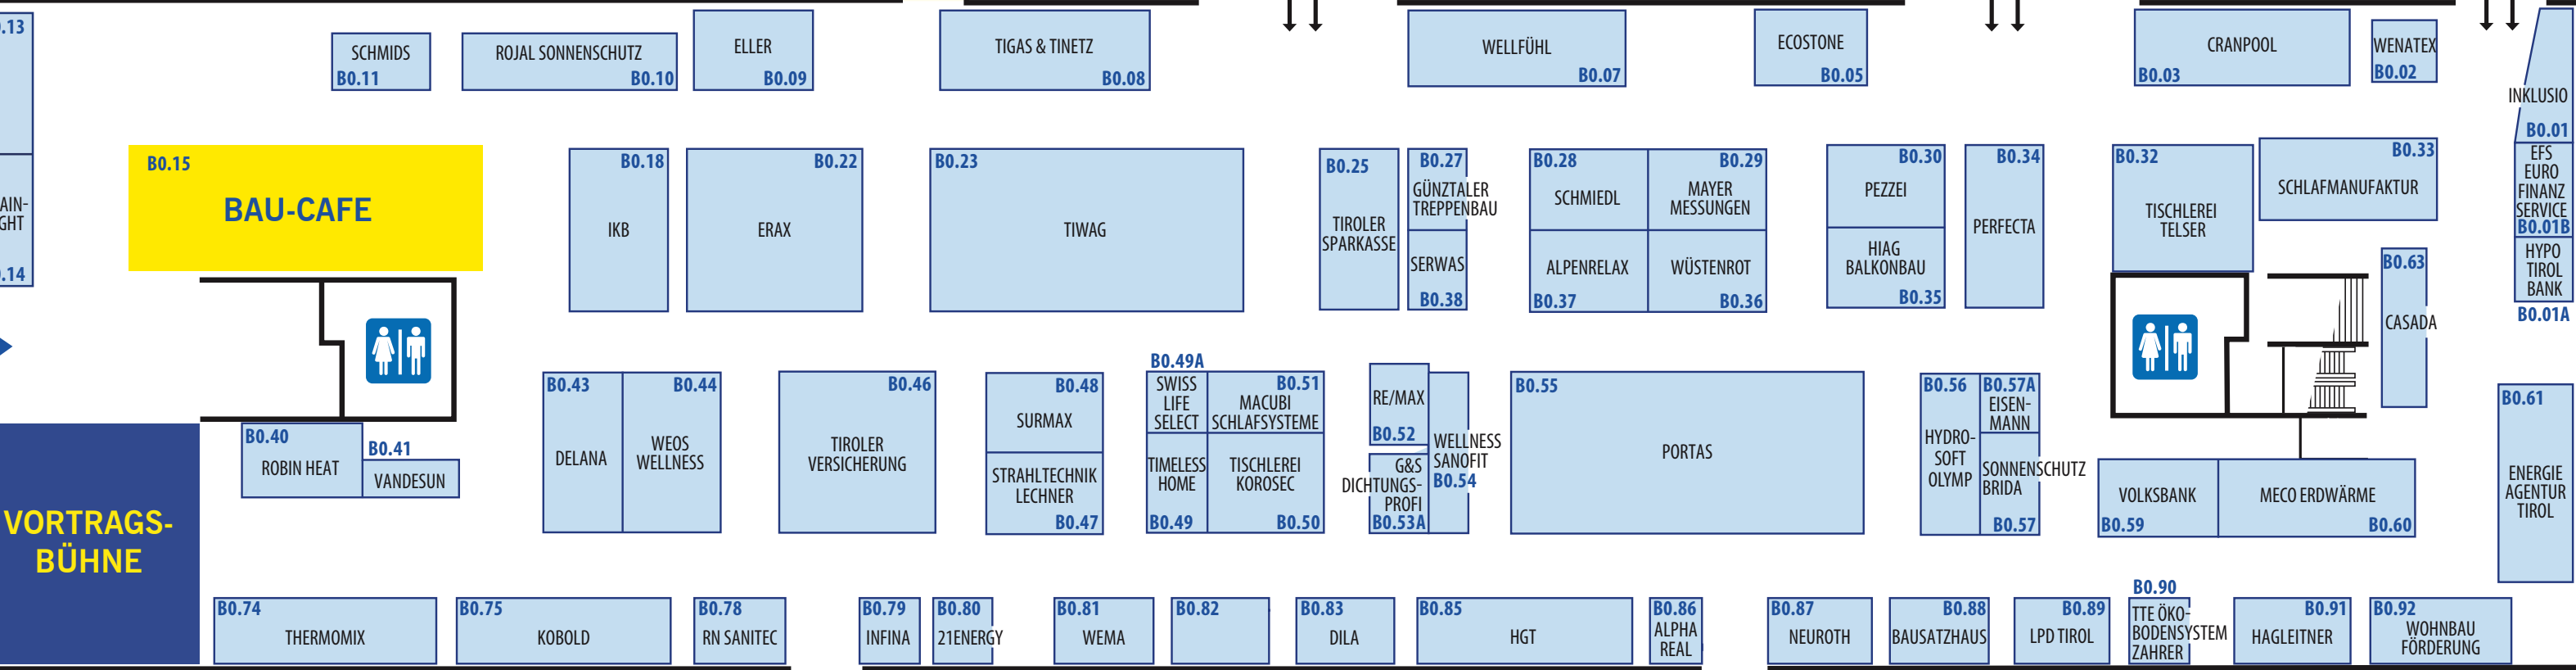 .13
SCHMIDS
B0.11
ROJAL SONNENSCHUTZ
B0.10
ELLER
B0.09
TIGAS & TINETZ
B0.08
WELLFÜHL
B0.07
ECOSTONE
B0.05
CRANPOOL
B0.03
WENATEX
B0.02
INKLUSIO
B0.01
AIN-
GHT
.14
B0.15
BAU-CAFE
B0.18
IKB
B0.22
ERAX
B0.23
TIWAG
B0.25
TIROLER
SPARKASSE
B0.27
GÜNZTALER
TREPPENBAU
SERWAS
B0.38
B0.28
SCHMIEDL
B0.29
MAYER
MESSUNGEN
ALPENRELAX
B0.37
WÜSTENROT
B0.36
B0.30
PEZZEI
HIAG
BALKONBAU
B0.35
B0.34
PERFECTA
B0.32
TISCHLEREI
TELSER
B0.33
SCHLAFMANUFAKTUR
EFS
EURO
FINANZ
SERVICE
B0.01B
HYPO
TIROL
BANK
B0.01A
B0.63
CASADA
B0.40
ROBIN HEAT
B0.41
VANDESUN
B0.43
DELANA
B0.44
WEOS
WELLNESS
B0.46
TIROLER
VERSICHERUNG
B0.48
SURMAX
STRAHLTECHNIK
LECHNER
B0.47
B0.49A
SWISS
LIFE
SELECT
B0.51
MACUBI
SCHLAFSYSTEME
TIMELESS
HOME
B0.49
TISCHLEREI
KOROSEC
B0.50
RE/MAX
B0.52
G&S
DICHTUNGS-
PROFI
B0.53A
WELLNESS
SANOFIT
B0.54
B0.55
PORTAS
B0.56
HYDRO-
SOFT
OLYMP
B0.57A
EISEN-
MANN
SONNENSCHUTZ
BRIDA
B0.57
VOLKSBANK
B0.59
MECO ERDWÄRME
B0.60
B0.61
ENERGIE
AGENTUR
TIROL
VORTRAGS-
BÜHNE
B0.74
THERMOMIX
B0.75
KOBOLD
B0.78
RN SANITEC
B0.79
INFINA
B0.80
21ENERGY
B0.81
WEMA
B0.82
B0.83
DILA
B0.85
HGT
B0.86
ALPHA
REAL
B0.87
NEUROTH
B0.88
BAUSATZHAUS
B0.89
LPD TIROL
B0.90
TTE ÖKO-
BODENSYSTEM
ZAHRER
B0.91
HAGLEITNER
B0.92
WOHNBAU
FÖRDERUNG